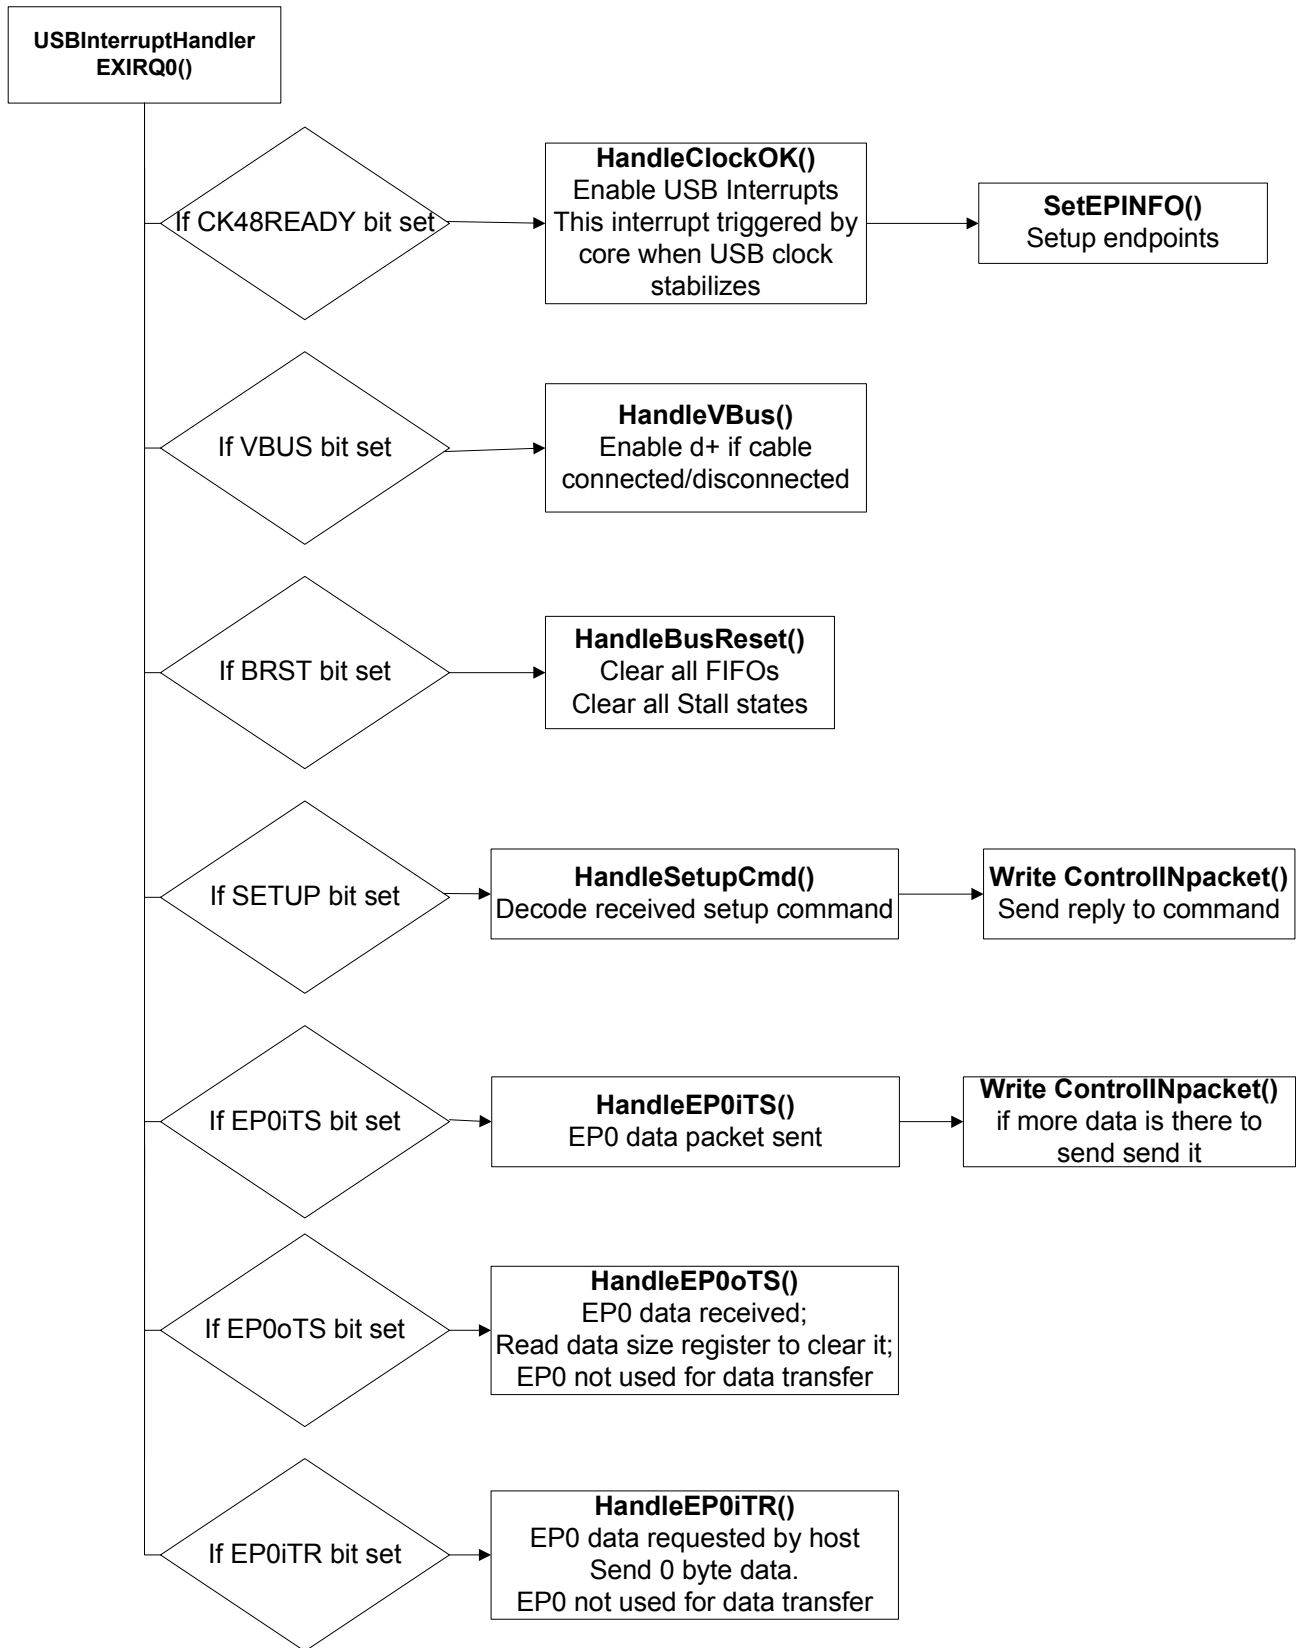 USBInterruptHandler
EXIRQ0()
If CK48READY bit set
HandleClockOK()
Enable USB Interrupts
This interrupt triggered by
core when USB clock
stabilizes
SetEPINFO()
Setup endpoints
If VBUS bit set
HandleVBus()
Enable d+ if cable
connected/disconnected
If BRST bit set
HandleBusReset()
Clear all FIFOs
Clear all Stall states
If SETUP bit set
HandleSetupCmd()
Decode received setup command
Write ControlINpacket()
Send reply to command
If EP0iTS bit set
HandleEP0iTS()
EP0 data packet sent
Write ControlINpacket()
if more data is there to
send send it
If EP0oTS bit set
HandleEP0oTS()
EP0 data received;
Read data size register to clear it;
EP0 not used for data transfer
If EP0iTR bit set
HandleEP0iTR()
EP0 data requested by host
Send 0 byte data.
EP0 not used for data transfer